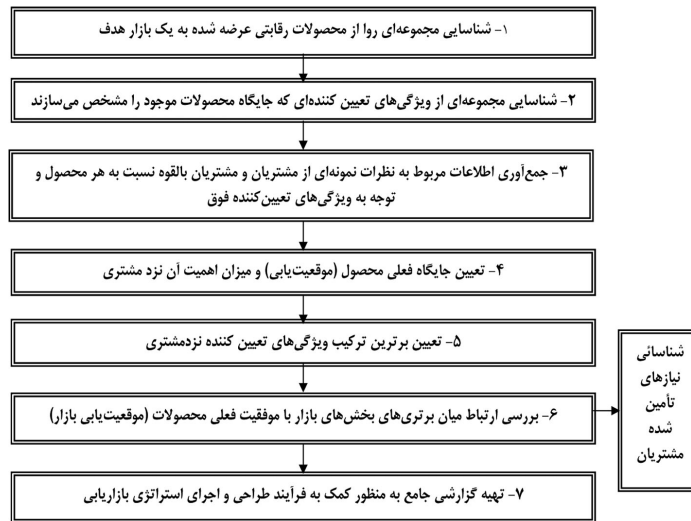 ۱- شناسایی مجموعه‌ای روا از محصولات رقابتی عرضه شده به یک بازار هدف
۲- شناسایی مجموعه‌ای از ویژگی‌های تعیین کننده‌ای که جایگاه محصولات موجود را مشخص می‌سازند
۳- جمع‌آوری اطلاعات مربوط به نظرات نمونه‌ای از مشتریان و مشتریان بالقوه نسبت به هر محصول و
توجه به ویژگی‌های تعیین‌کننده فوق
۴- تعیین جایگاه فعلی محصول (موقعیت‌یابی) و میزان اهمیت آن نزد مشتری
۵- تعیین برترین ترکیب ویژگی‌های تعیین کننده نزدمشتری
۶- بررسی ارتباط میان برتری‌های بخش‌های بازار با موفقیت فعلی محصولات (موقعیت‌یابی بازار)
شناسائی
نیازهای
تأمین
شده
مشتریان
۷- تهیه گزارشی جامع به منظور کمک به فرآیند طراحی و اجرای استراتژی بازاریابی